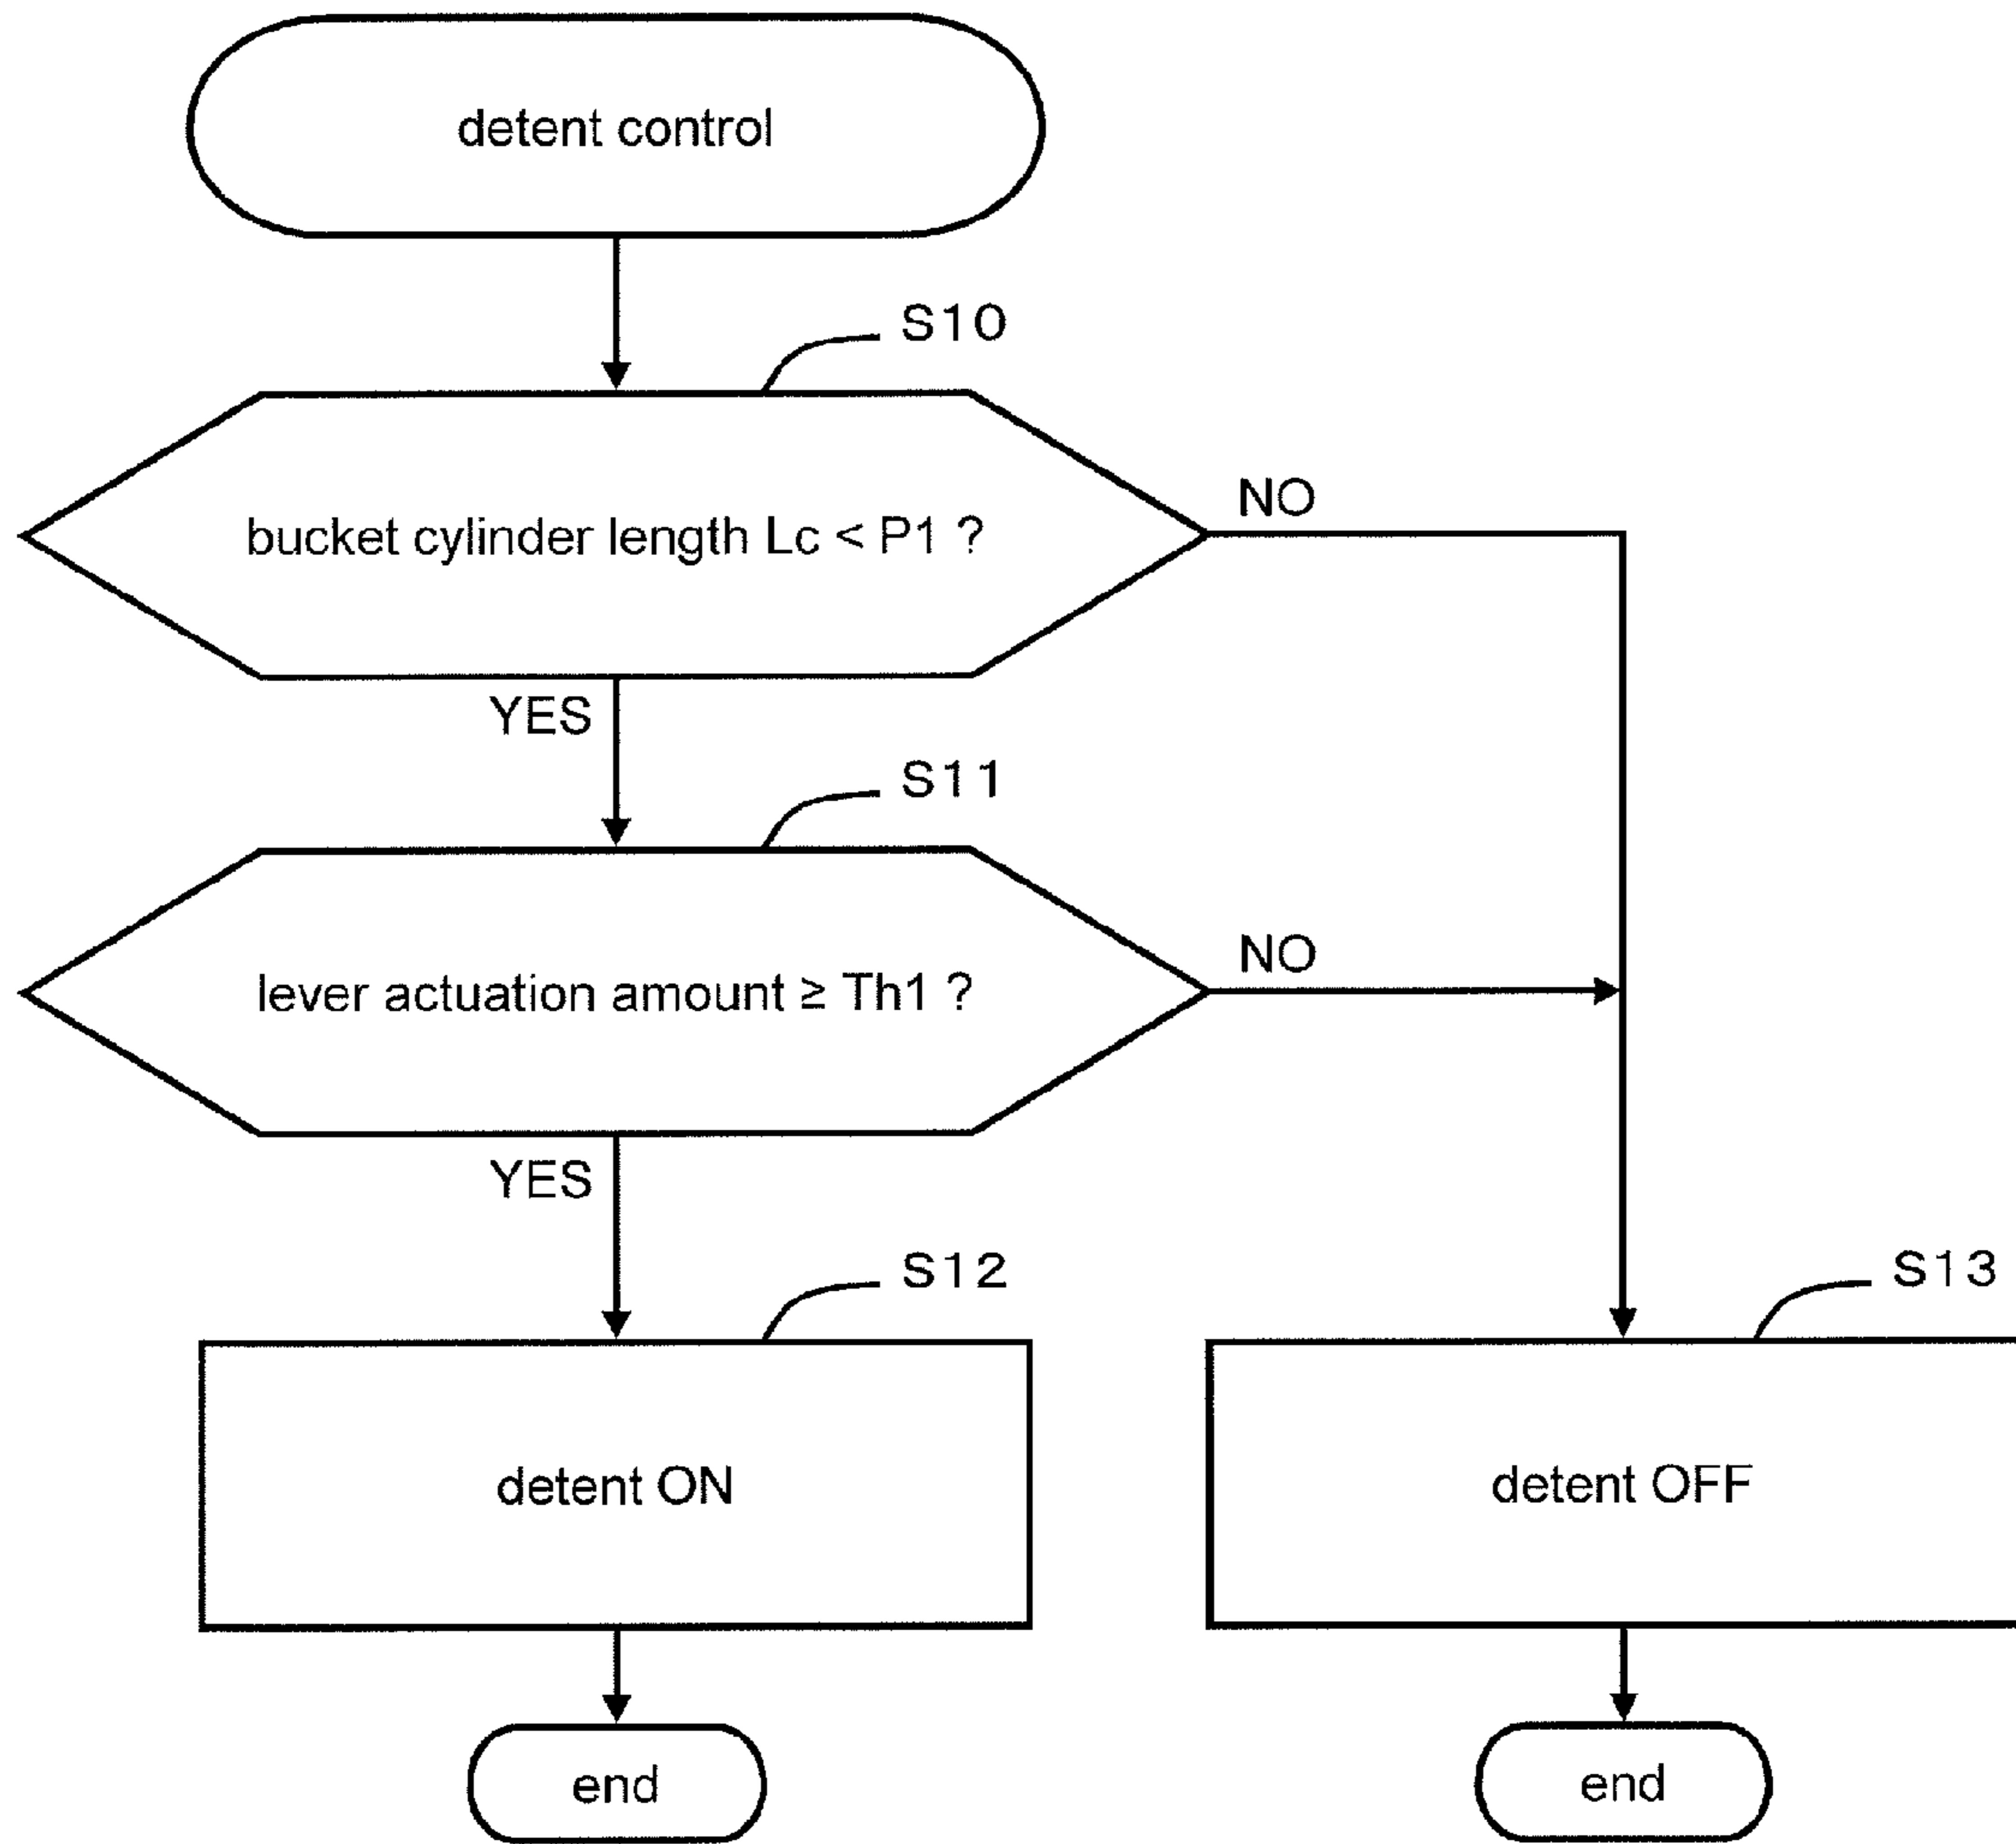 detent control
S10
bucket cylinder length Lc < P1 ?
NO
YES
S11
lever actuation amount ≥ Th1 ?
NO
YES
S12
S13
detent ON
detent OFF
end
end